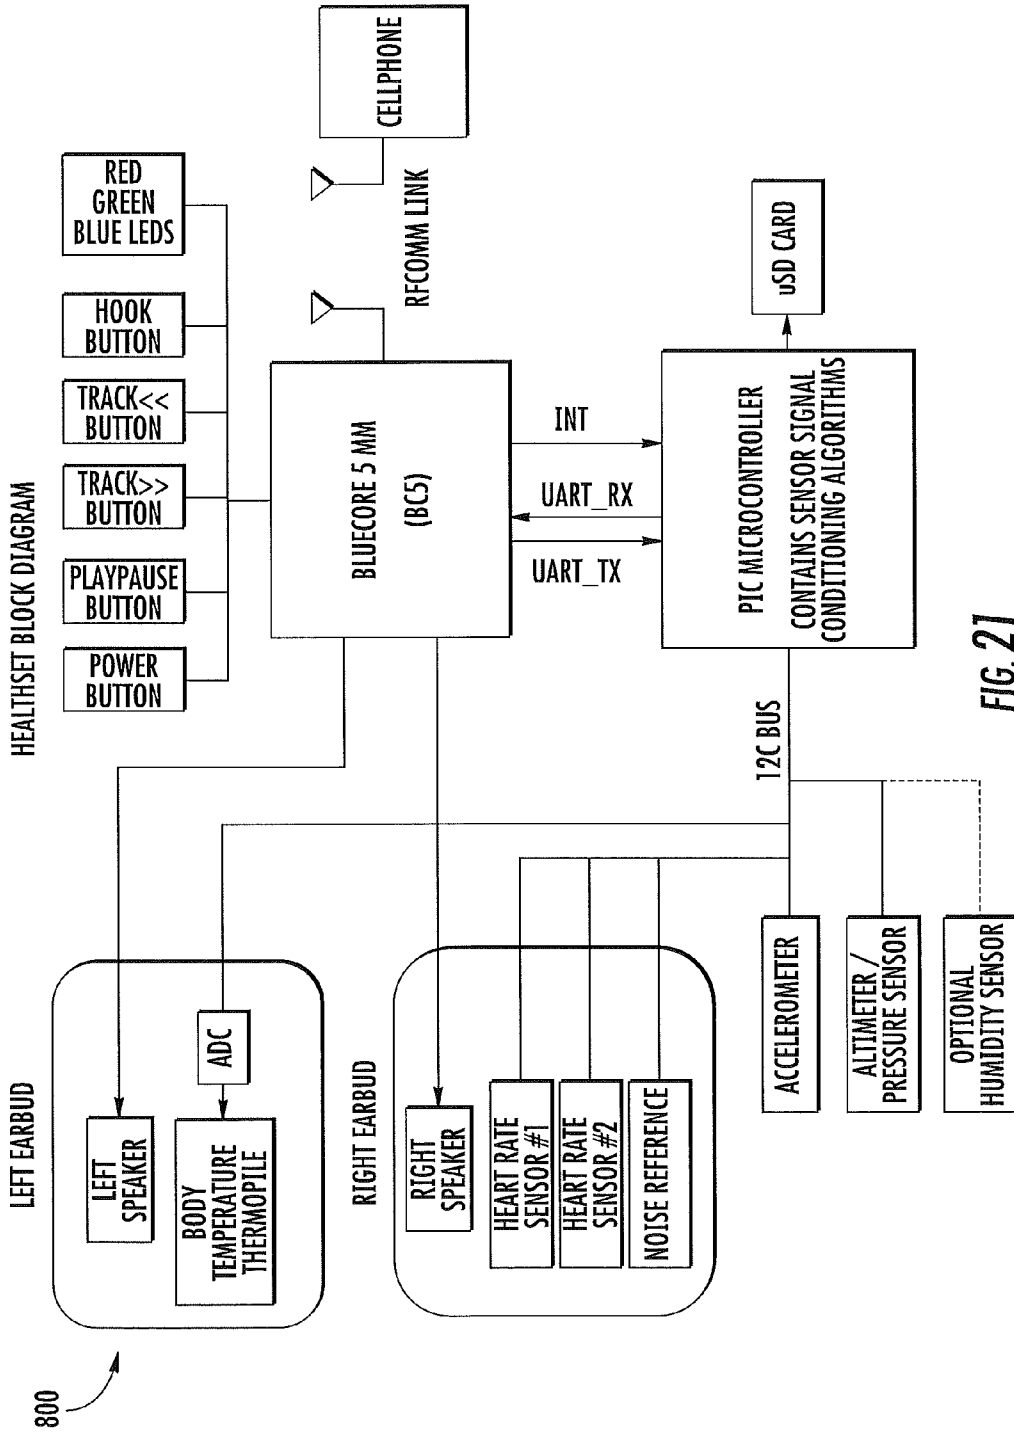 HEALTHSET BLOCK DIAGRAM
800
LEFT EARBUD
LEFT
SPEAKER
BODY
TEMPERATURE
THERMOPILE
ADC
RIGHT EARBUD
RIGHT
SPEAKER
HEART RATE
SENSOR #1
HEART RATE
SENSOR #2
NOISE REFERENCE
ACCELEROMETER
ALTIMETER /
PRESSURE SENSOR
OPTIONAL
HUMIDITY SENSOR
POWER
BUTTON
PLAYPAUSE
BUTTON
TRACK>>
BUTTON
TRACK<<
BUTTON
HOOK
BUTTON
RED
GREEN
BLUE LEDS
BLUECORE 5 MM
(BC5)
RFCOMM LINK
CELLPHONE
UART_TX
UART_RX
INT
12C BUS
PIC MICROCONTROLLER
CONTAINS SENSOR SIGNAL
CONDITIONING ALGORITHMS
uSD CARD
FIG. 21